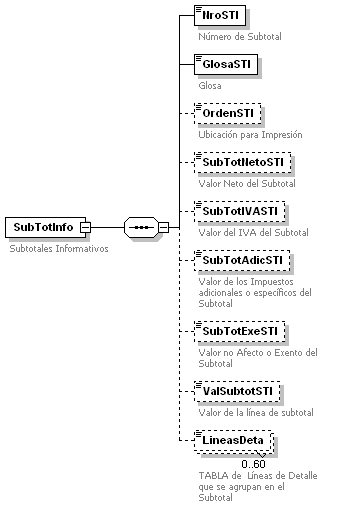 NroSTI
Número de Subtotal
GlosaSTI
Glosa
OrdenSTI
Ubicación para Impresión
SubTotNetoSTI
Valor Neto del Subtotal
SubTotInfo
Subtotales Informativos
SubTotIVASTI
Valor del IVA del Subtotal
SubTotAdicSTI
Valor de los Impuestos
adicionales o específicos del
Subtotal
SubTotExeSTI
Valor no Afecto o Exento del
Subtotal
ValSubtotSTI
Valor de la línea de subtotal
LineasDeta
0..60
TABLA de Líneas de Detalle
que se agrupan en el
Subtotal